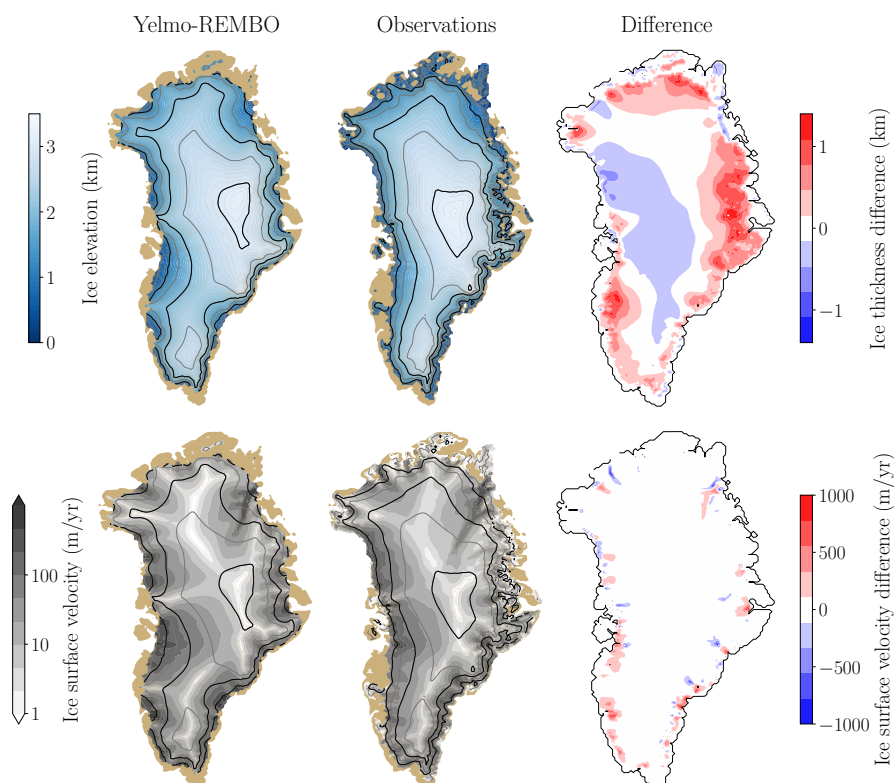 Yelmo-REMBO
Observations
Difference
3
2
1
0
Ice elevation (km)
1
0
−1
Ice thickness difference (km)
100
10
1
Ice surface velocity (m/yr)
1000
500
0
−500
−1000
Ice surface velocity difference (m/yr)